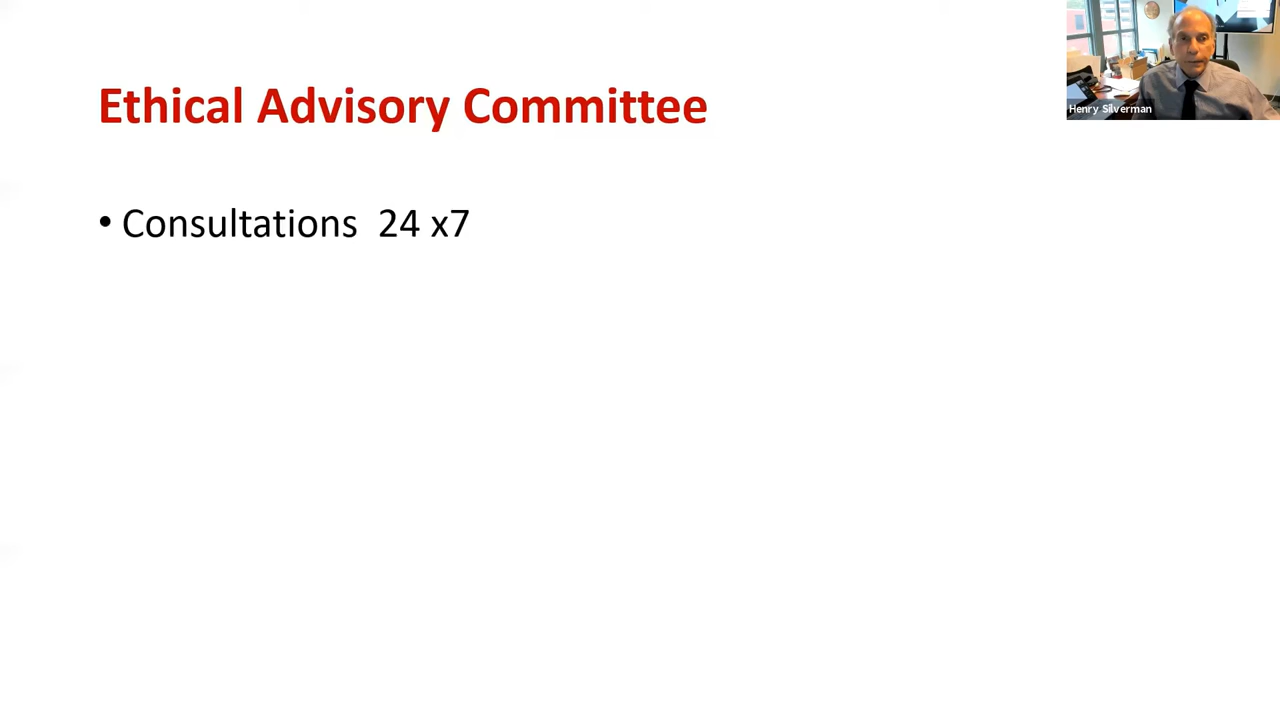 Henry Silverman
Ethical Advisory Committee
• Consultations  24 x7